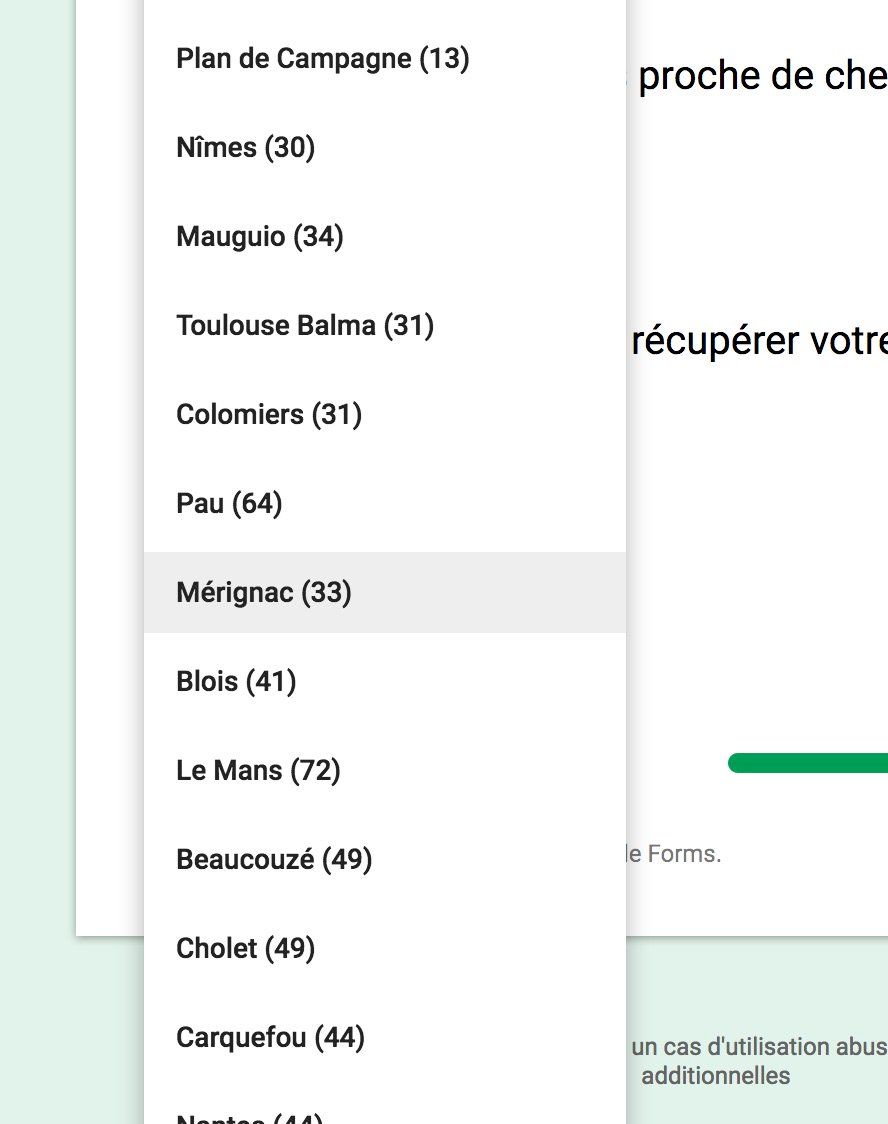 Plan de Campagne (13)
proche de che
Nîmes (30)
Mauguio (34)
Toulouse Balma (31)
récupérer votre
Colomiers (31)
Pau (64)
Mérignac (33)
Blois (41)
Le Mans (72)
Beaucouzé (49)
le Forms.
Cholet (49)
Carquefou (44)
un cas d'utilisation abus
additionnelles
Nantes (44)